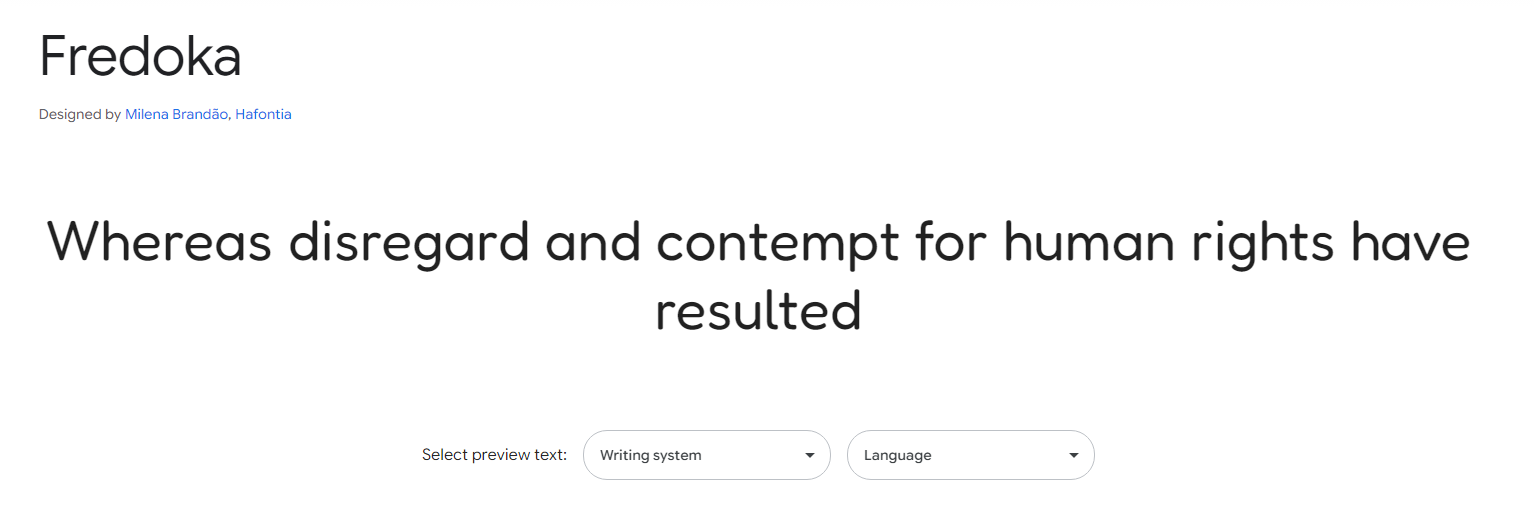 Fredoka
Designed by Milena Brandão, Hafontia
Whereas disregard and contempt for human rights have
resulted
Select preview text: Writing system Language